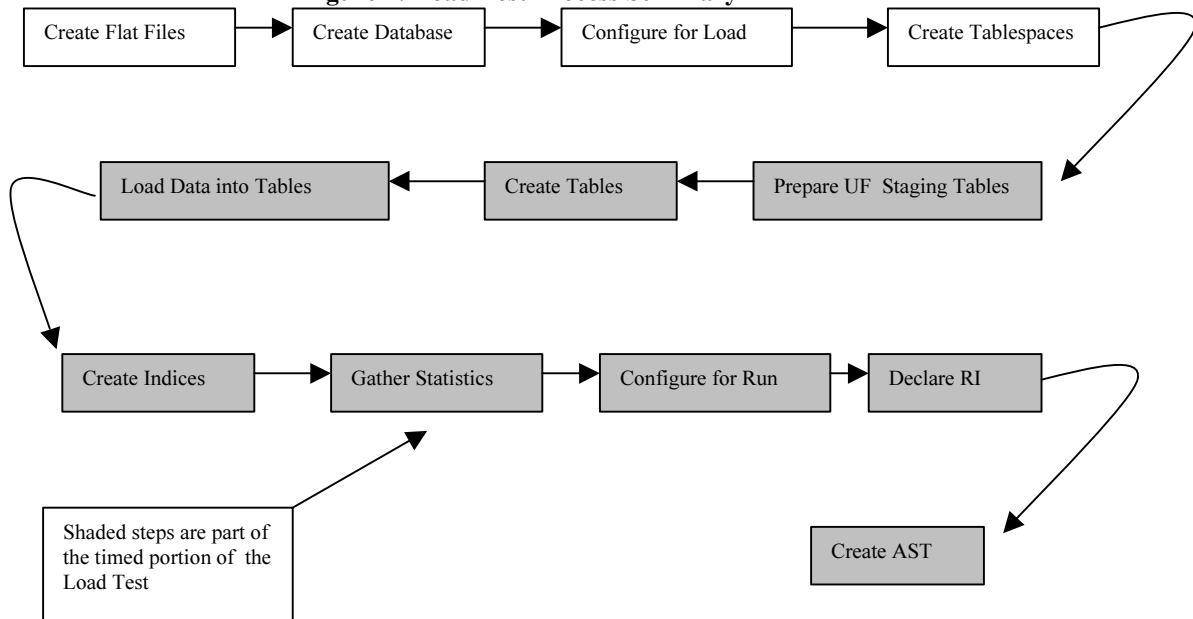 Create Flat Files
Create Database
Configure for Load
Create Tablespaces
Load Data into Tables
Create Tables
Prepare UF  Staging Tables
Create Indices
Gather Statistics
Configure for Run
Declare RI
Shaded steps are part of
the timed portion of  the
Load Test
Create AST